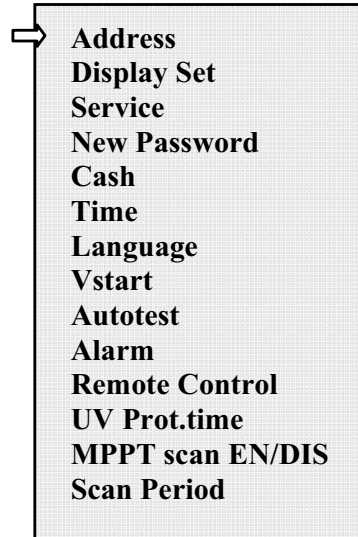 Address
Display Set
Service
New Password
Cash
Time
Language
Vstart
Autotest
Alarm
Remote Control
UV Prot.time
MPPT scan EN/DIS
Scan Period